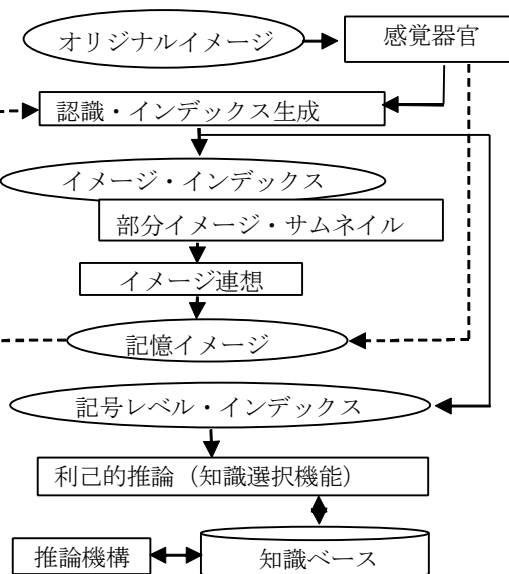 オリジナルイメージ
感覚器官
認識・インデックス生成
イメージ・インデックス
部分イメージ・サムネイル
イメージ連想
記憶イメージ
記号レベル・インデックス
利己的推論（知識選択機能）
推論機構
知識ベース